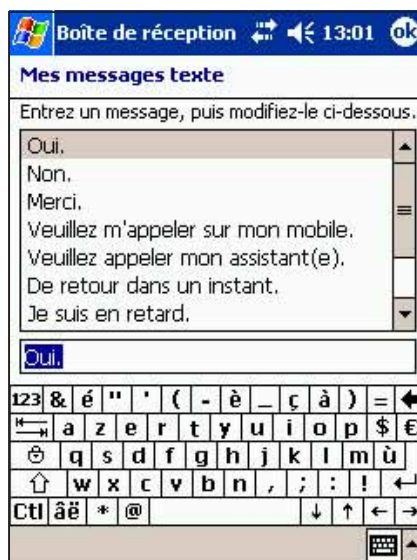 Boîte de réception 13:01 ok
Mes messages texte
Entrez un message, puis modifiez-le ci-dessous.
Oui.
Non.
Merci.
Veuillez m'appeler sur mon mobile.
Veuillez appeler mon assistant(e).
De retour dans un instant.
Je suis en retard.
Oui.
123 & é " ' ( - è _ ç à ) =
a z e r t y u i o p $ €
q s d f g h j k l m ù
w x c v b n , ; : !
Ctl âë * @